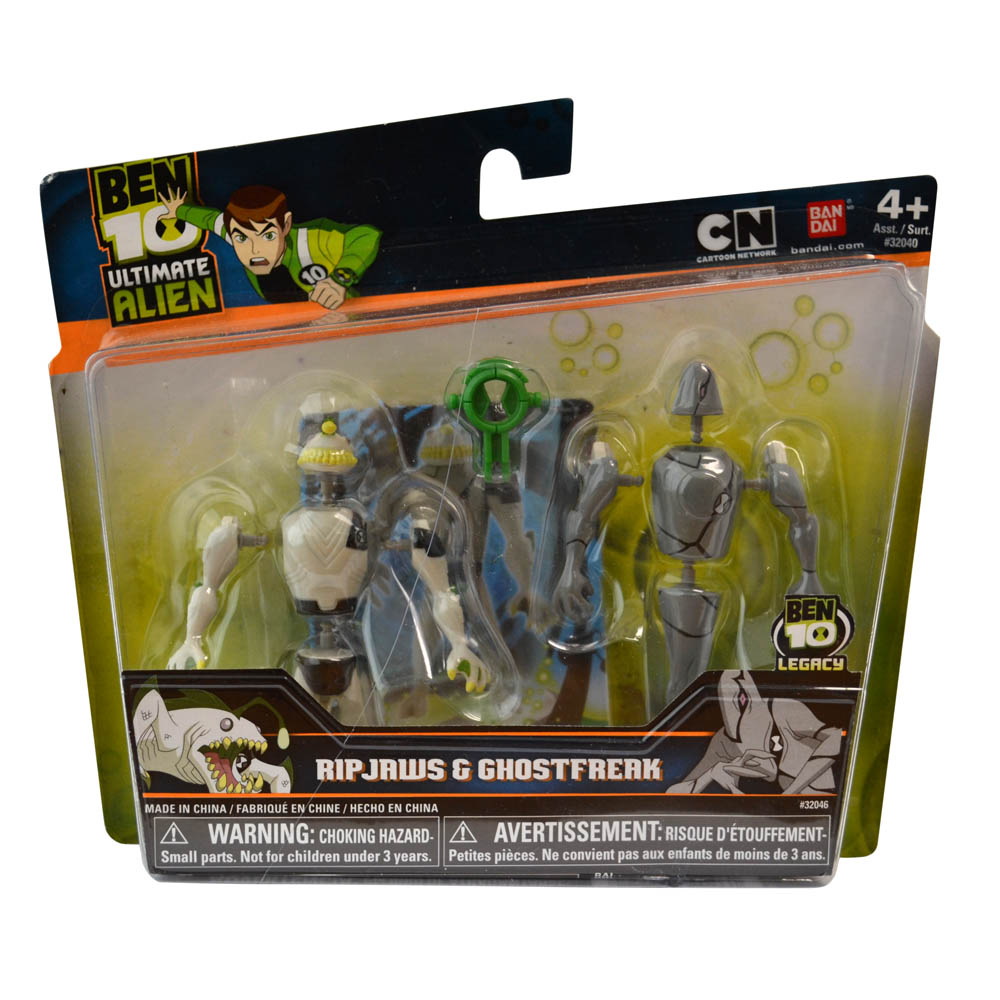 BEN
10
ULTIMATE
ALIEN
10
CN
CARTOON NETWORK
BAN
DAI
bandai.com
4+
Asst. / Surt.
#32040
BEN
10
LEGACY
RIPJAWS & GHOSTFREAK
MADE IN CHINA / FABRIQUÉ EN CHINE / HECHO EN CHINA
#32046
WARNING: CHOKING HAZARD-
Small parts. Not for children under 3 years.
AVERTISSEMENT: RISQUE D'ÉTOUFFEMENT-
Petites pièces. Ne convient pas aux enfants de moins de 3 ans.